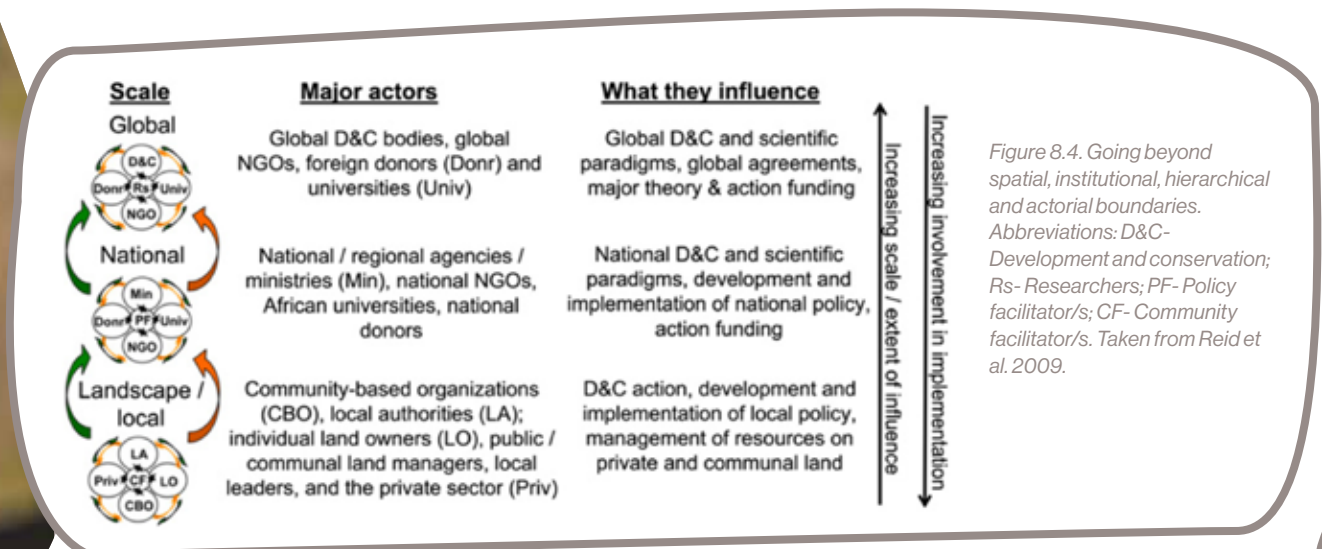 Scale
Major actors
What they influence
Global
D&C
Donr
Rs
Univ
NGO
Global D&C bodies, global
NGOs, foreign donors (Donr) and
universities (Univ)
Global D&C and scientific
paradigms, global agreements,
major theory & action funding
National
Min
Donr
PF
Univ
NGO
National / regional agencies /
ministries (Min), national NGOs,
African universities, national
donors
National D&C and scientific
paradigms, development and
implementation of national policy,
action funding
Landscape /
local
LA
Priv
CF
LO
CBO
Community-based organizations
(CBO), local authorities (LA);
individual land owners (LO), public /
communal land managers, local
leaders, and the private sector (Priv)
D&C action, development and
implementation of local policy,
management of resources on
private and communal land
Increasing scale / extent of influence
Increasing involvement in implementation
Figure 8.4. Going beyond
spatial, institutional, hierarchical
and actorial boundaries.
Abbreviations: D&C-
Development and conservation;
Rs- Researchers; PF- Policy
facilitator/s; CF- Community
facilitator/s. Taken from Reid et
al. 2009.